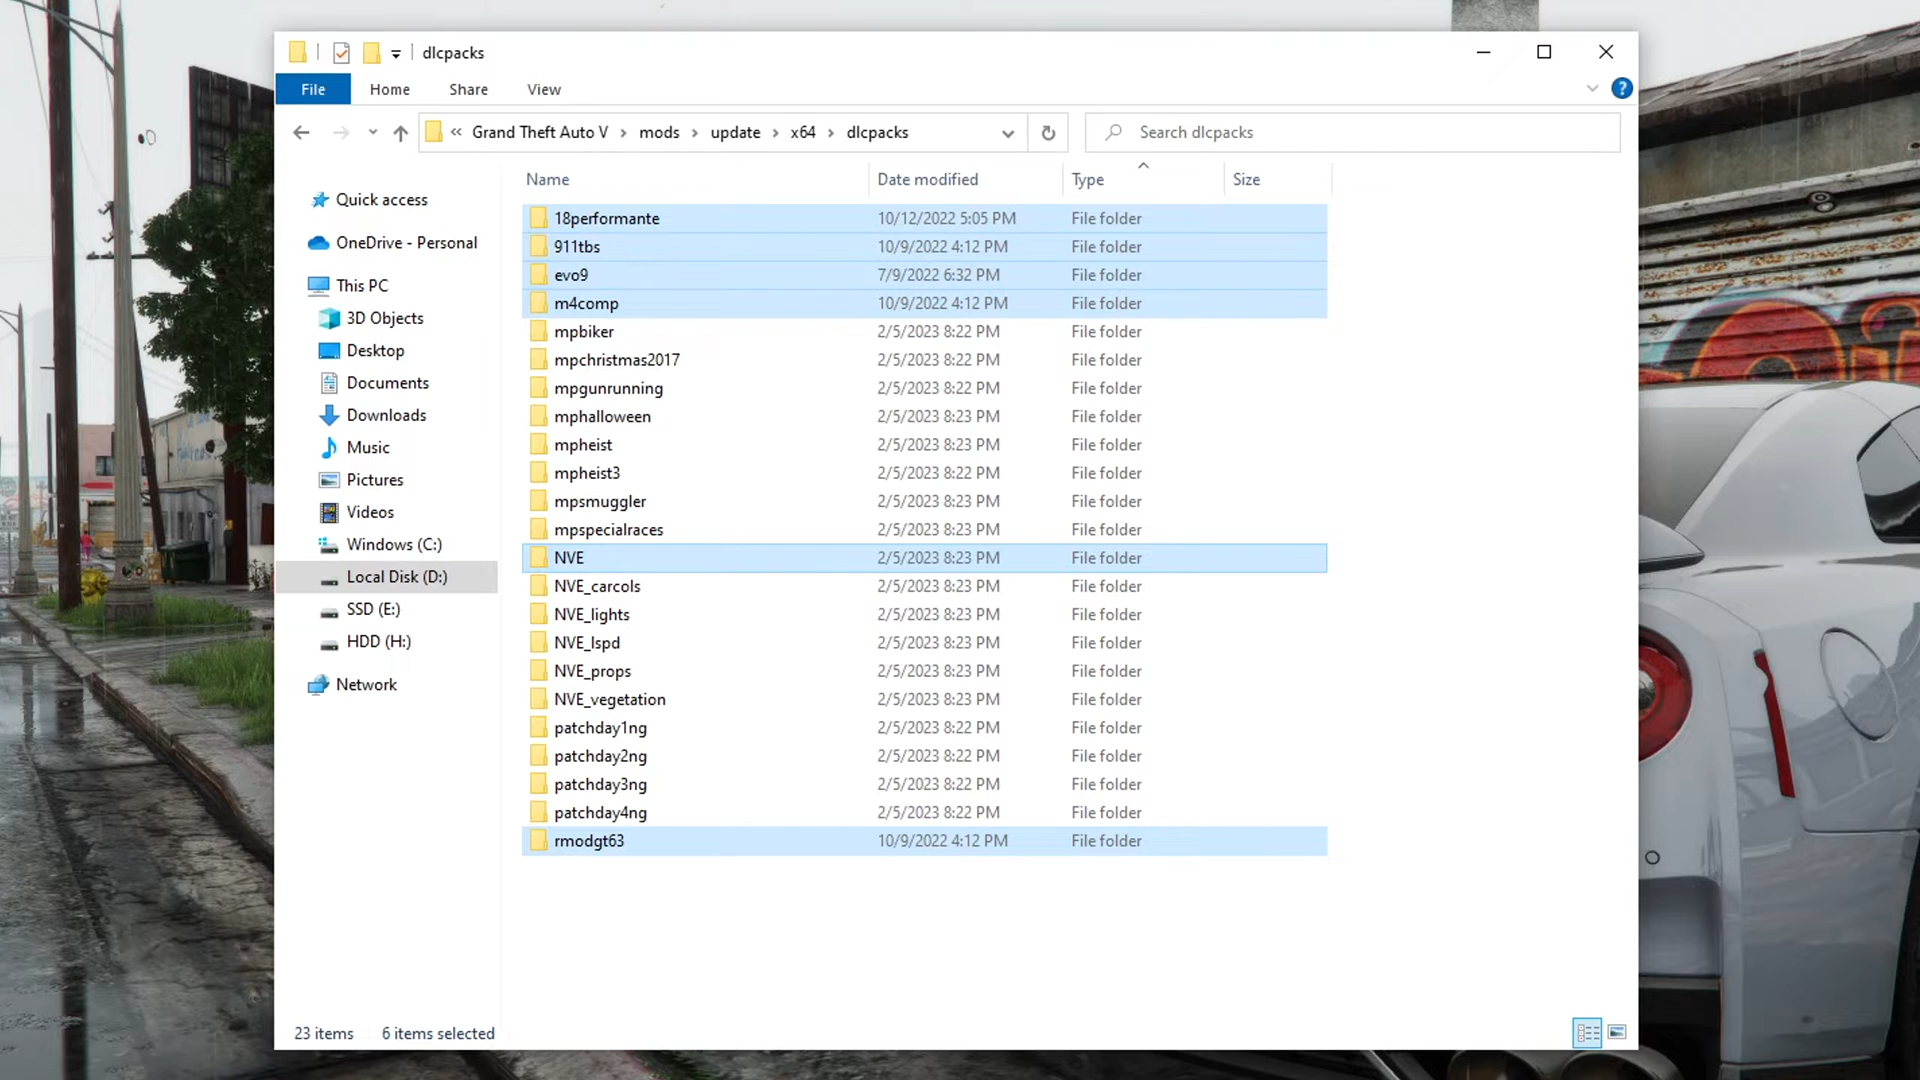 dlcpacks
File Home Share View
« Grand Theft Auto V > mods > update > x64 > dlcpacks
Search dlcpacks
Name Date modified Type Size
Quick access
OneDrive - Personal
This PC
3D Objects
Desktop
Documents
Downloads
Music
Pictures
Videos
Windows (C:)
Local Disk (D:)
SSD (E:)
HDD (H:)
Network
18performante 10/12/2022 5:05 PM File folder
911tbs 10/9/2022 4:12 PM File folder
evo9 7/9/2022 6:32 PM File folder
m4comp 10/9/2022 4:12 PM File folder
mpbiker 2/5/2023 8:22 PM File folder
mpchristmas2017 2/5/2023 8:22 PM File folder
mpgunrunning 2/5/2023 8:22 PM File folder
mphalloween 2/5/2023 8:23 PM File folder
mpheist 2/5/2023 8:23 PM File folder
mpheist3 2/5/2023 8:22 PM File folder
mpsmuggler 2/5/2023 8:23 PM File folder
mpspecialraces 2/5/2023 8:23 PM File folder
NVE 2/5/2023 8:23 PM File folder
NVE_carcols 2/5/2023 8:23 PM File folder
NVE_lights 2/5/2023 8:23 PM File folder
NVE_lspd 2/5/2023 8:23 PM File folder
NVE_props 2/5/2023 8:23 PM File folder
NVE_vegetation 2/5/2023 8:23 PM File folder
patchday1ng 2/5/2023 8:22 PM File folder
patchday2ng 2/5/2023 8:22 PM File folder
patchday3ng 2/5/2023 8:22 PM File folder
patchday4ng 2/5/2023 8:22 PM File folder
rmodgt63 10/9/2022 4:12 PM File folder
23 items 6 items selected